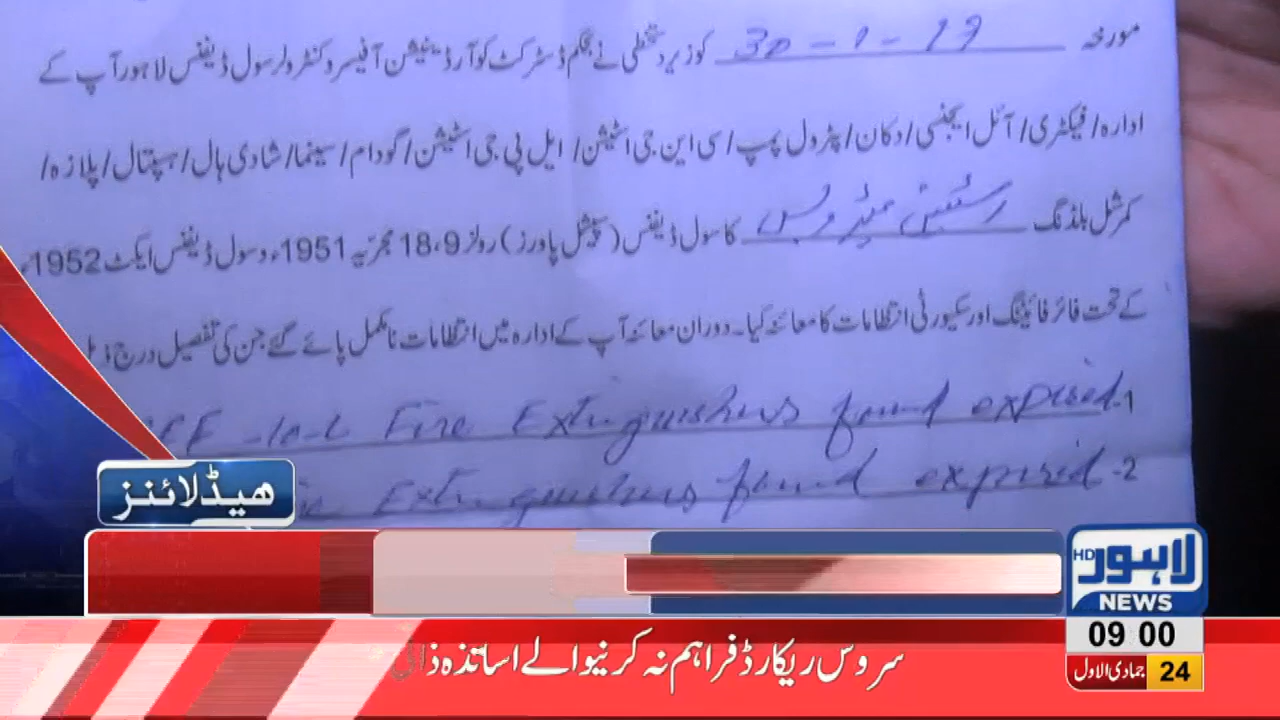 مورخہ 30-1-19 کو زیر دستخطی نے بحکم ڈسٹرکٹ کوآرڈینیشن آفیسر و کنٹرولر سول ڈیفنس لاہور آپ کے
ادارہ/فیکٹری/آئل ایجنسی/دکان/پٹرول پمپ/سی این جی اسٹیشن/ایل پی جی اسٹیشن/گودام/سینما/شادی ہال/ہسپتال/پلازہ/
کمرشل بلڈنگ کا سول ڈیفنس (سپیشل پاورز) رولز 9،18 مجریہ 1951ء و سول ڈیفنس ایکٹ 1952ء
کے تحت فائر فائیٹنگ اور سکیورٹی انتظامات کا معائنہ کیا۔ دوران معائنہ آپ کے ادارہ میں انتظامات نامکمل پائے گئے جن کی تفصیل درج
1- Fire Extinguishers found expired
2- Extinguishers found expired
ہیڈلائنز
لاہور HD
NEWS
09 00
سروس ریکارڈ فراہم نہ کرنیوالے اساتذہ
24 جمادی الاول